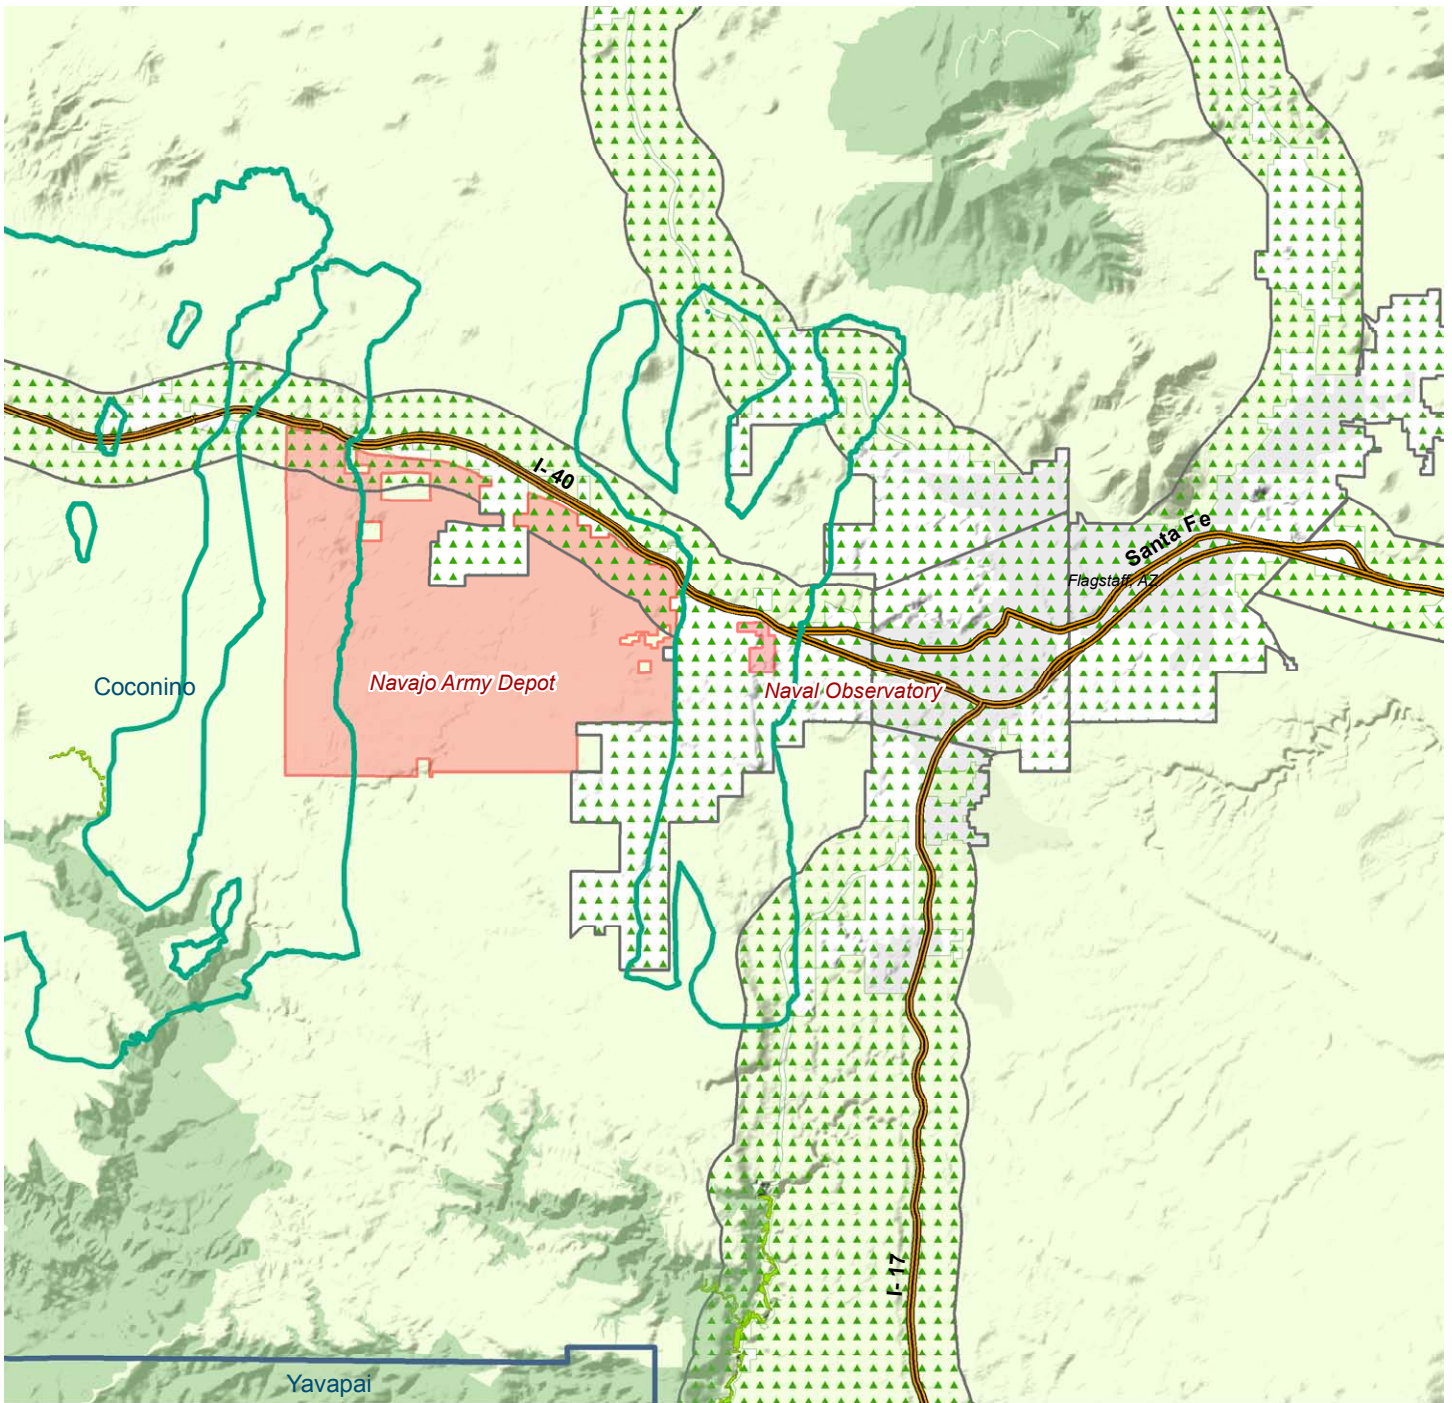 I-40
Santa Fe
Flagstaff, AZ
Coconino
Navajo Army Depot
Naval Observatory
I-17
Yavapai